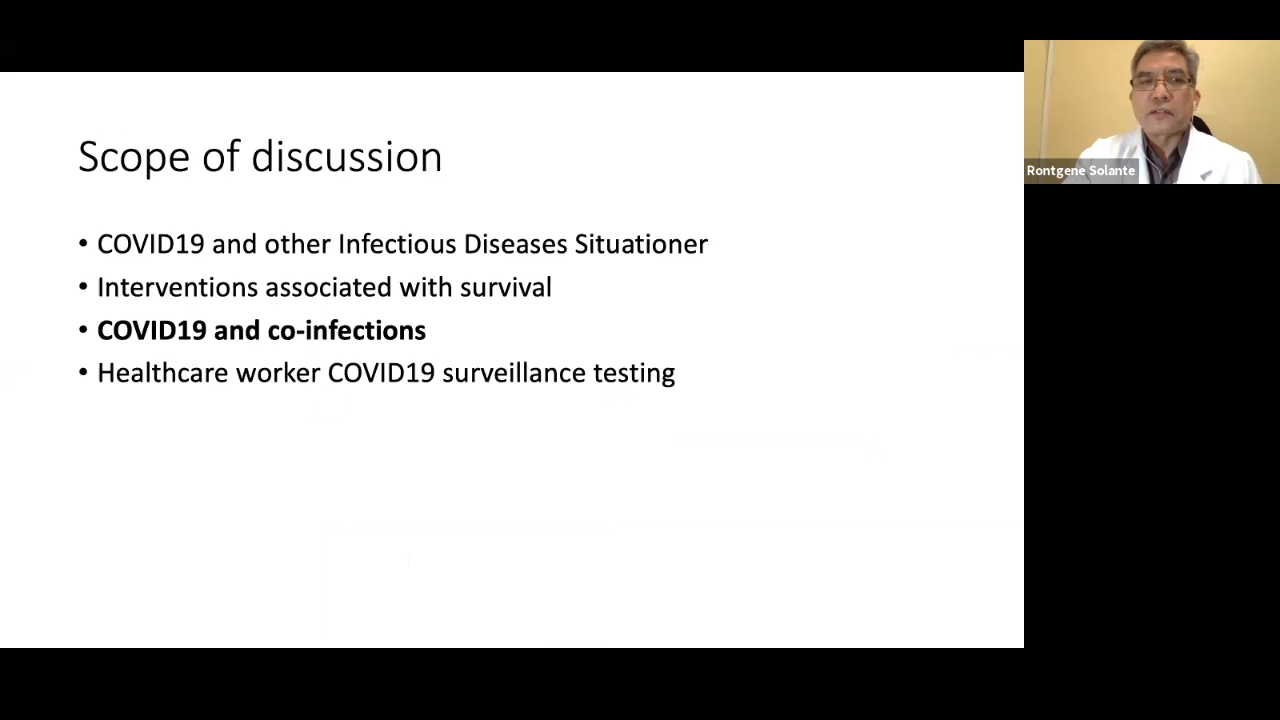 Scope of discussion
• COVID19 and other Infectious Diseases Situationer
• Interventions associated with survival
• COVID19 and co-infections
• Healthcare worker COVID19 surveillance testing
Rontgene Solante